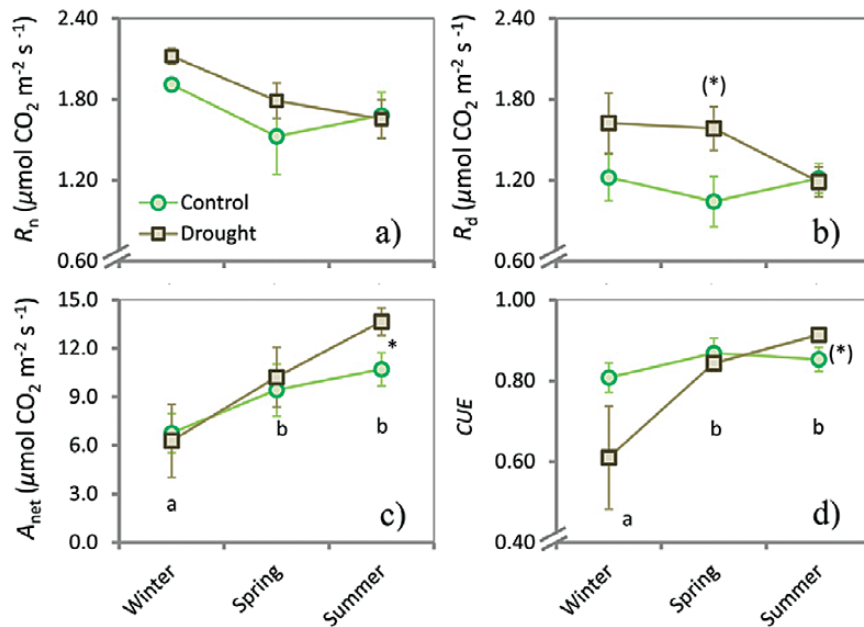 2.40
1.80
1.20
0.60
Rn (µmol CO2 m-2 s -1)
Control
Drought
a)
2.40
1.80
1.20
0.60
Rd (µmol CO2 m-2 s -1)
(*)
b)
15.0
12.0
9.0
6.0
3.0
0.0
Anet (µmol CO2 m-2 s -1)
*
a
b
b
c)
Winter
Spring
Summer
1.00
0.80
0.60
0.40
CUE
(*)
a
b
b
d)
Winter
Spring
Summer